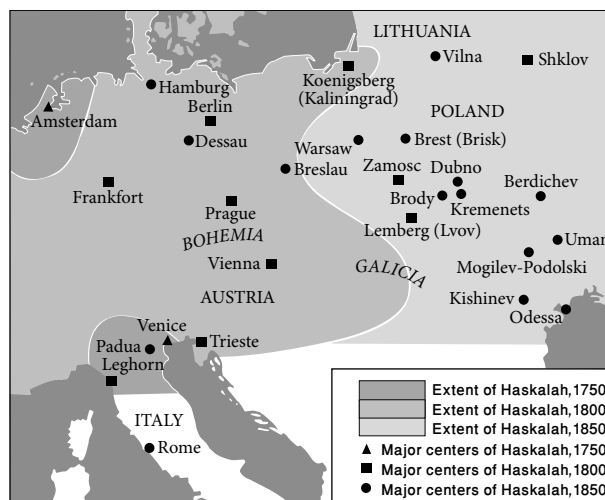 LITHUANIA
Vilna
Shklov
Koenigsberg
(Kaliningrad)
Hamburg
Berlin
Amsterdam
POLAND
Dessau
Warsaw
Brest (Brisk)
Breslau
Zamosc
Dubno
Berdichev
Frankfort
Brody
Kremenets
Prague
Lemberg (Lvov)
BOHEMIA
Uman
Vienna
GALICIA
Mogilev-Podolski
AUSTRIA
Kishinev
Odessa
Venice
Padua
Trieste
Leghorn
ITALY
Rome
Extent of Haskalah,1750
Extent of Haskalah,1800
Extent of Haskalah,1850
Major centers of Haskalah,1750
Major centers of Haskalah,1800
Major centers of Haskalah,1850